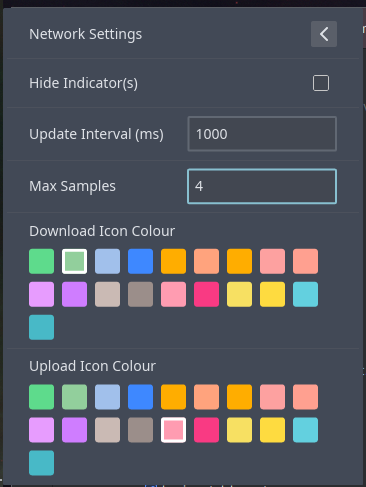 Network Settings
Hide Indicator(s)
Update Interval (ms) 1000
Max Samples 4
Download Icon Colour
Upload Icon Colour